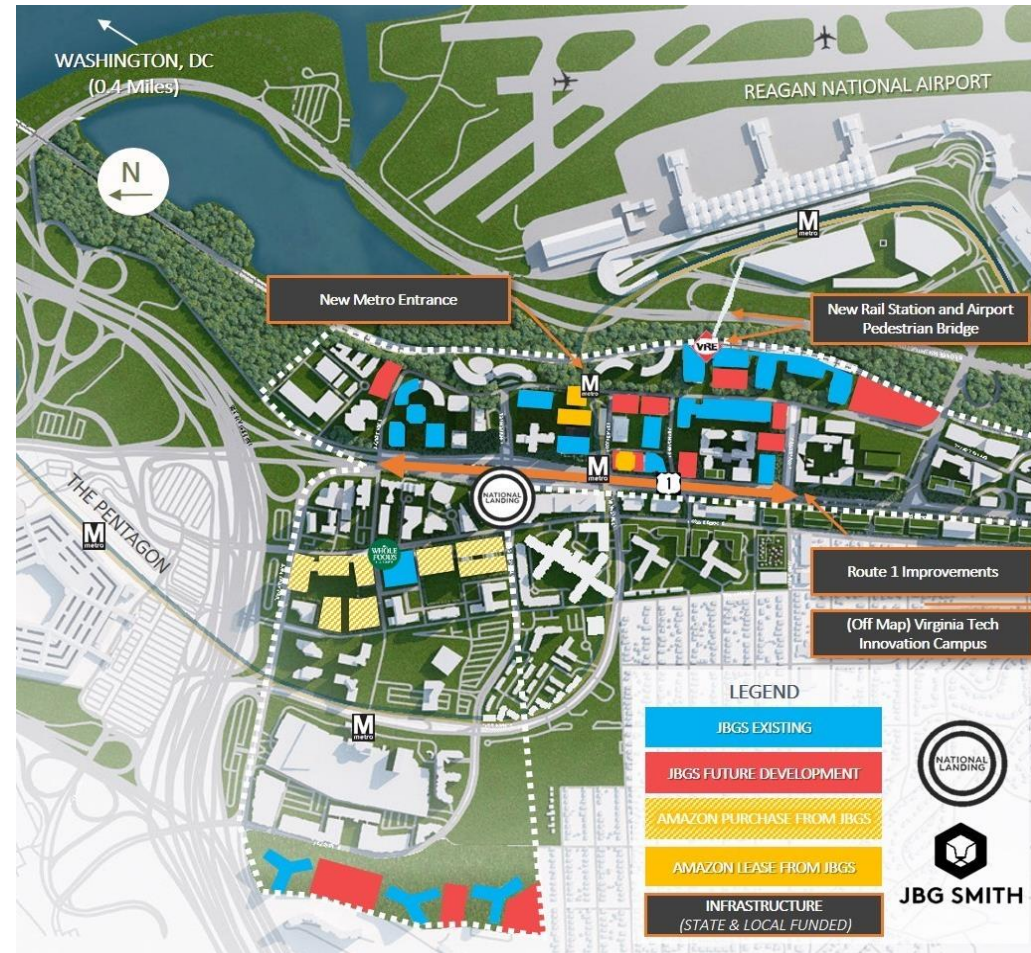 WASHINGTON, DC
(0.4 Miles)
REAGAN NATIONAL AIRPORT
N
M
metro
New Metro Entrance
New Rail Station and Airport
Pedestrian Bridge
VRE
M
metro
M
metro
1
NATIONAL
LANDING
THE PENTAGON
M
metro
WHOLE
FOODS
Route 1 Improvements
(Off Map) Virginia Tech
Innovation Campus
M
metro
LEGEND
JBGS EXISTING
JBGS FUTURE DEVELOPMENT
AMAZON PURCHASE FROM JBGS
AMAZON LEASE FROM JBGS
INFRASTRUCTURE
(STATE & LOCAL FUNDED)
NATIONAL
LANDING
JBG SMITH